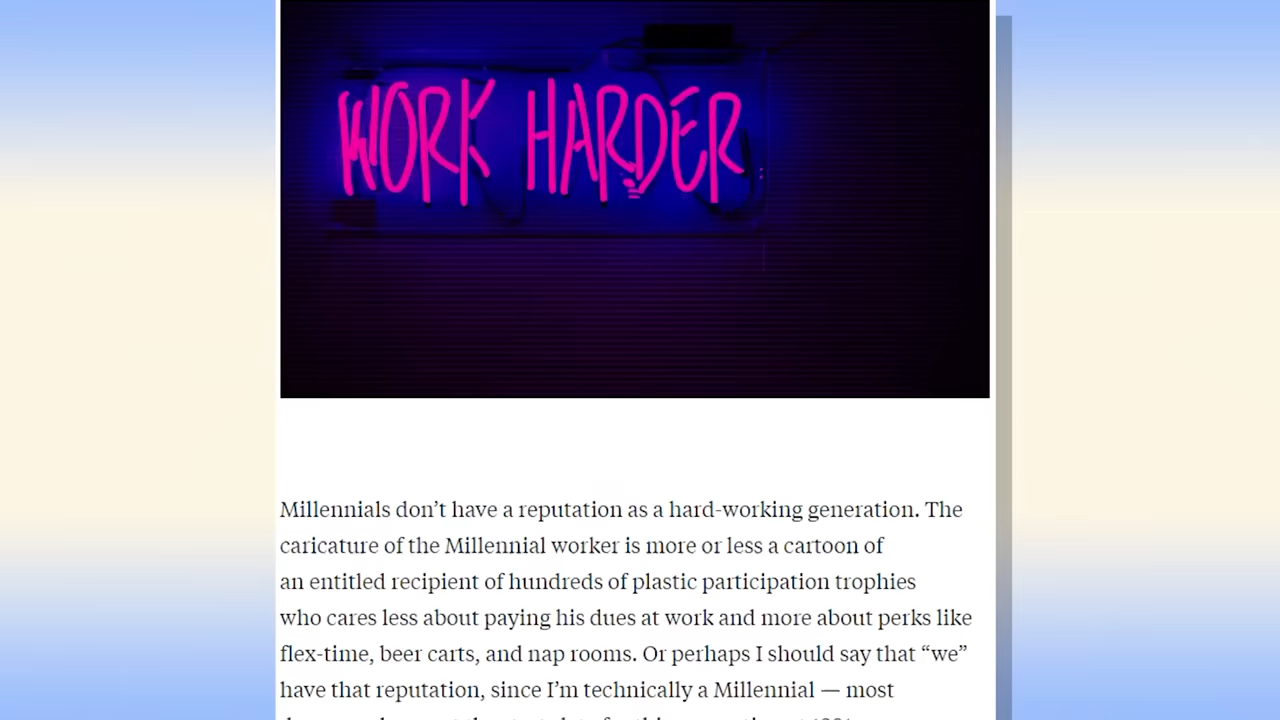 WORK HARDER
Millennials don’t have a reputation as a hard-working generation. The
caricature of the Millennial worker is more or less a cartoon of
an entitled recipient of hundreds of plastic participation trophies
who cares less about paying his dues at work and more about perks like
flex-time, beer carts, and nap rooms. Or perhaps I should say that “we”
have that reputation, since I’m technically a Millennial — most